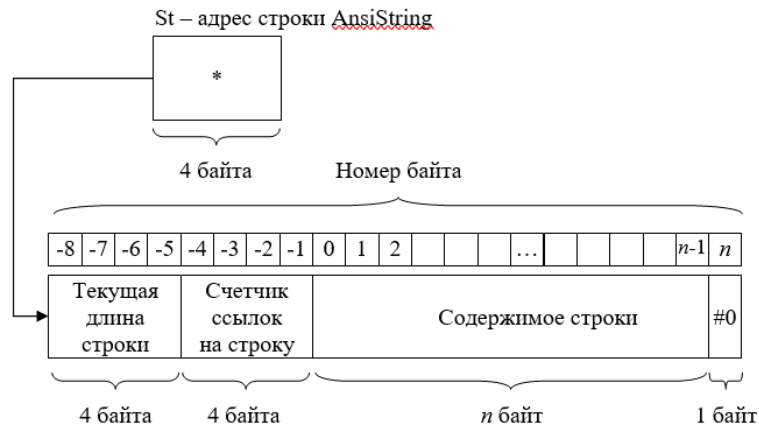 St – адрес строки AnsiString
*
4 байта
Номер байта
-8 -7 -6 -5 -4 -3 -2 -1 0 1 2 … n-1 n
Текущая
длина
строки
Счетчик
ссылок
на строку
Содержимое строки
#0
4 байта
4 байта
n байт
1 байт